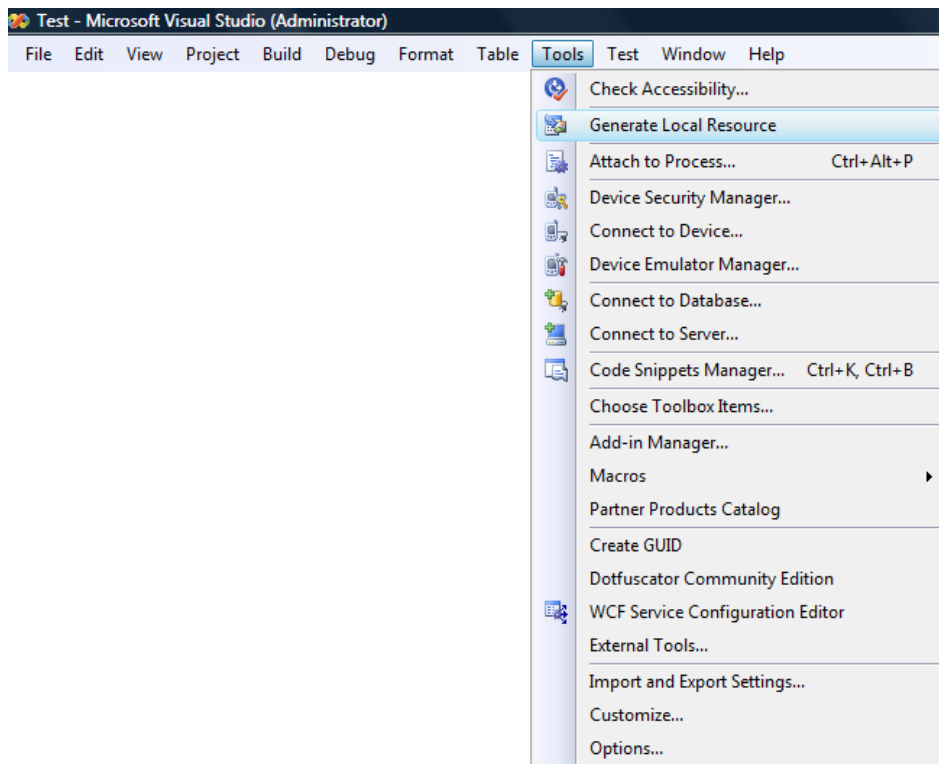 Test - Microsoft Visual Studio (Administrator)
File Edit View Project Build Debug Format Table Tools Test Window Help
Check Accessibility...
Generate Local Resource
Attach to Process... Ctrl+Alt+P
Device Security Manager...
Connect to Device...
Device Emulator Manager...
Connect to Database...
Connect to Server...
Code Snippets Manager... Ctrl+K, Ctrl+B
Choose Toolbox Items...
Add-in Manager...
Macros
Partner Products Catalog
Create GUID
Dotfuscator Community Edition
WCF Service Configuration Editor
External Tools...
Import and Export Settings...
Customize...
Options...